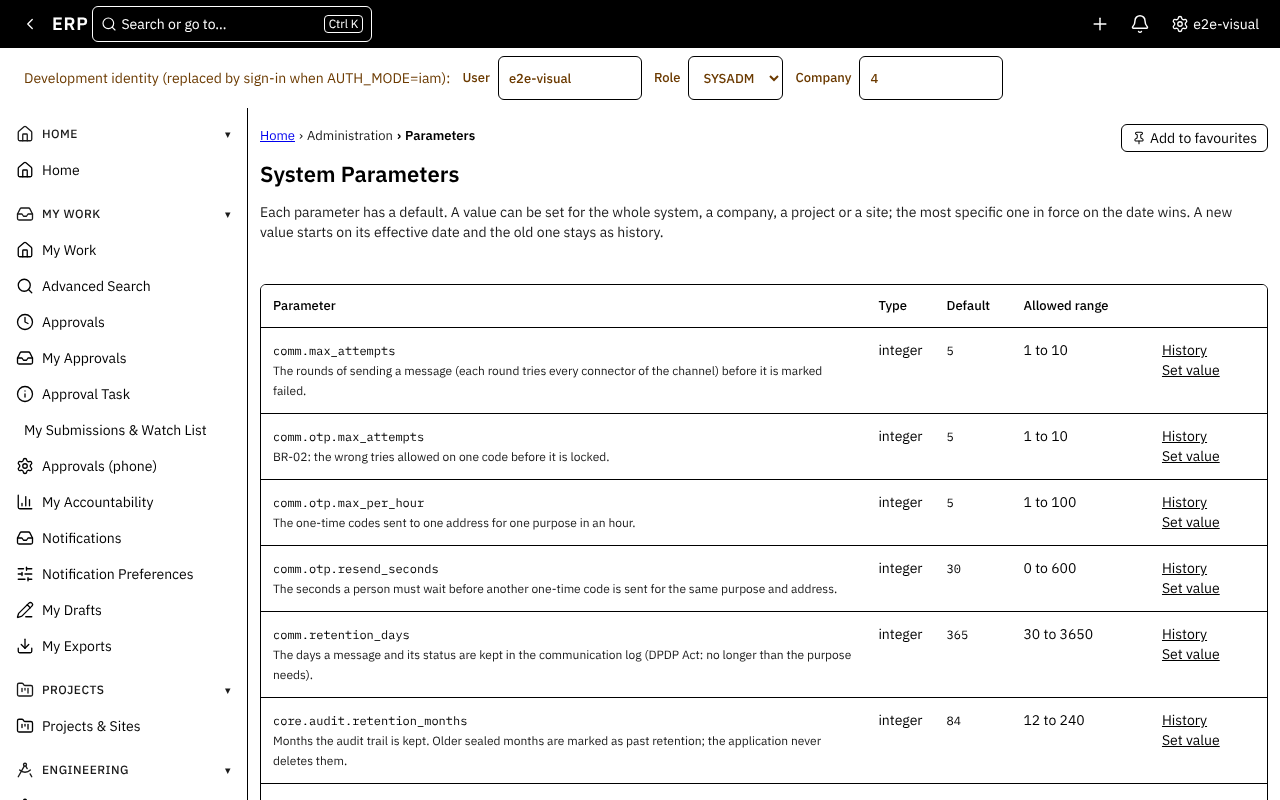 ERP
Search or go to...
Ctrl K
e2e-visual
Development identity (replaced by sign-in when AUTH_MODE=iam):
User
e2e-visual
Role
SYSADM
Company
4
HOME
Home
MY WORK
My Work
Advanced Search
Approvals
My Approvals
Approval Task
My Submissions & Watch List
Approvals (phone)
My Accountability
Notifications
Notification Preferences
My Drafts
My Exports
PROJECTS
Projects & Sites
ENGINEERING
Home › Administration › Parameters
Add to favourites
System Parameters
Each parameter has a default. A value can be set for the whole system, a company, a project or a site; the most specific one in force on the date wins. A new
value starts on its effective date and the old one stays as history.
Parameter Type Default Allowed range
comm.max_attempts integer 5 1 to 10 History
The rounds of sending a message (each round tries every connector of the channel) before it is marked Set value
failed.
comm.otp.max_attempts integer 5 1 to 10 History
BR-02: the wrong tries allowed on one code before it is locked. Set value
comm.otp.max_per_hour integer 5 1 to 100 History
The one-time codes sent to one address for one purpose in an hour. Set value
comm.otp.resend_seconds integer 30 0 to 600 History
The seconds a person must wait before another one-time code is sent for the same purpose and address. Set value
comm.retention_days integer 365 30 to 3650 History
The days a message and its status are kept in the communication log (DPDP Act: no longer than the purpose Set value
needs).
core.audit.retention_months integer 84 12 to 240 History
Months the audit trail is kept. Older sealed months are marked as past retention; the application never Set value
deletes them.